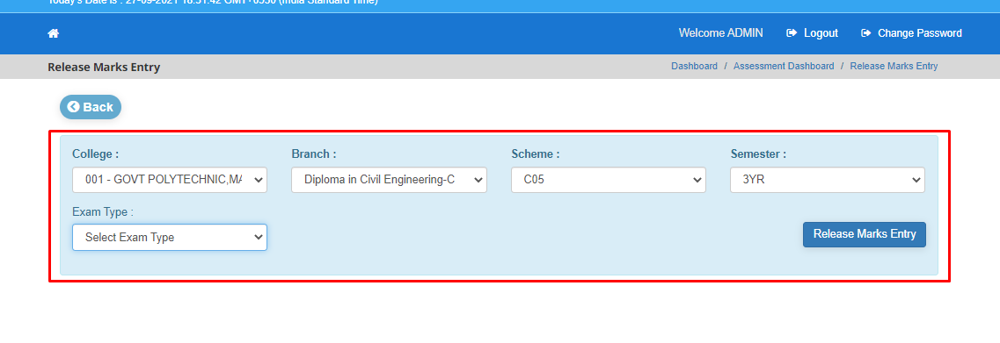 Today's Date is : 27-09-2021 18:31:42 GMT+0530 (India Standard Time)
Welcome ADMIN Logout Change Password
Release Marks Entry Dashboard / Assessment Dashboard / Release Marks Entry
Back
College : Branch : Scheme : Semester :
001 - GOVT POLYTECHNIC,MA Diploma in Civil Engineering-C C05 3YR
Exam Type :
Select Exam Type Release Marks Entry